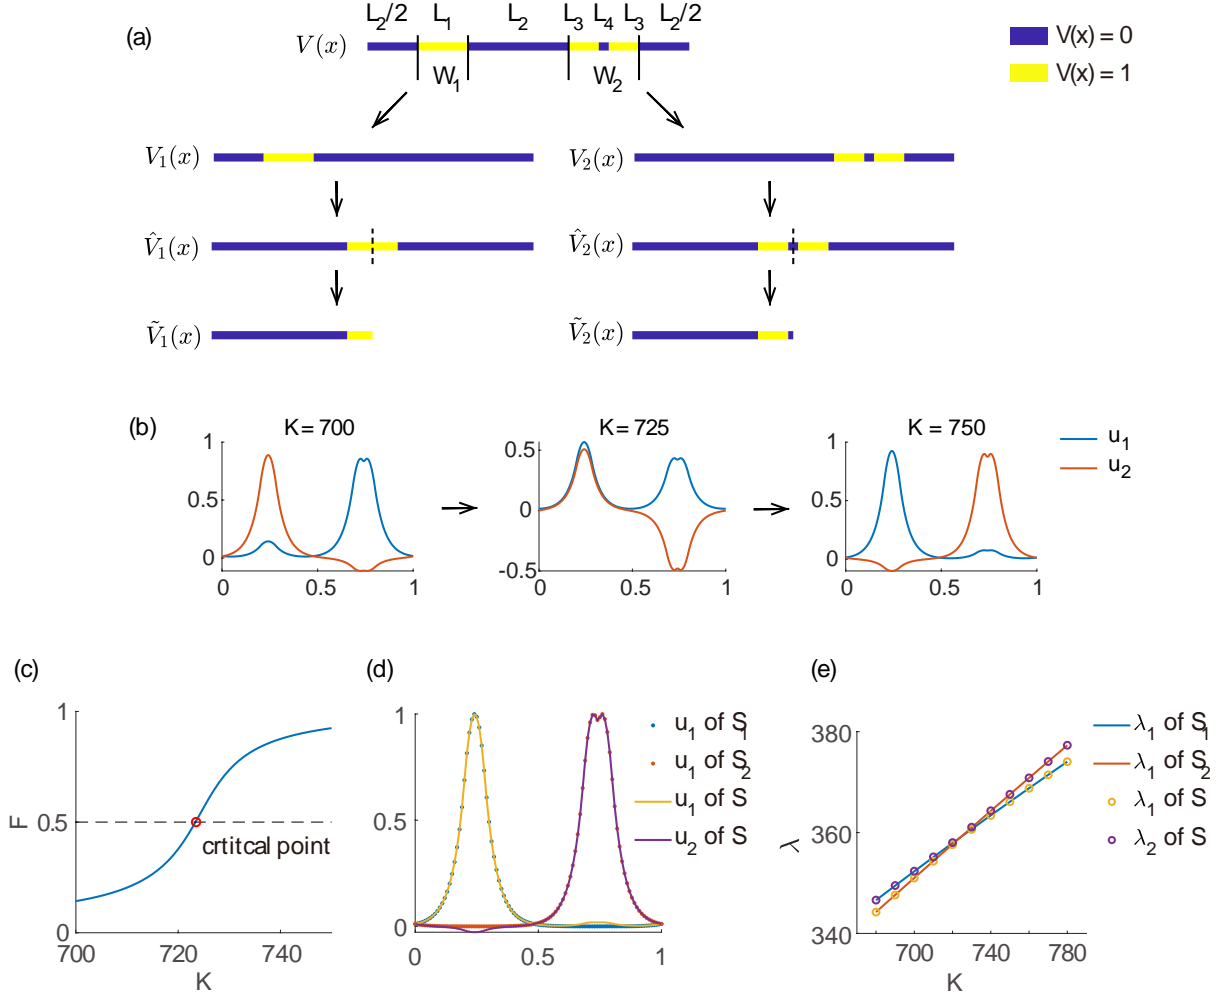 (a)
L2/2 L1 L2 L3 L4 L3 L2/2
V(x)
W1 W2
V(x) = 0
V(x) = 1
V1(x) V2(x)
V̂1(x) V̂2(x)
Ṽ1(x) Ṽ2(x)
(b)
K = 700 K = 725 K = 750
u1
u2
1 0.5 0
0 0.5 1
0.5 0 -0.5
0 0.5 1
1 0.5 0
0 0.5 1
(c)
1
0.5
0
F
crtitcal point
700 720 740
K
(d)
1
0.5
0
0 0.5 1
u1 of S1
u1 of S2
u1 of S
u2 of S
(e)
380
360
340
λ
700 740 780
K
λ1 of S1
λ1 of S2
λ1 of S
λ2 of S